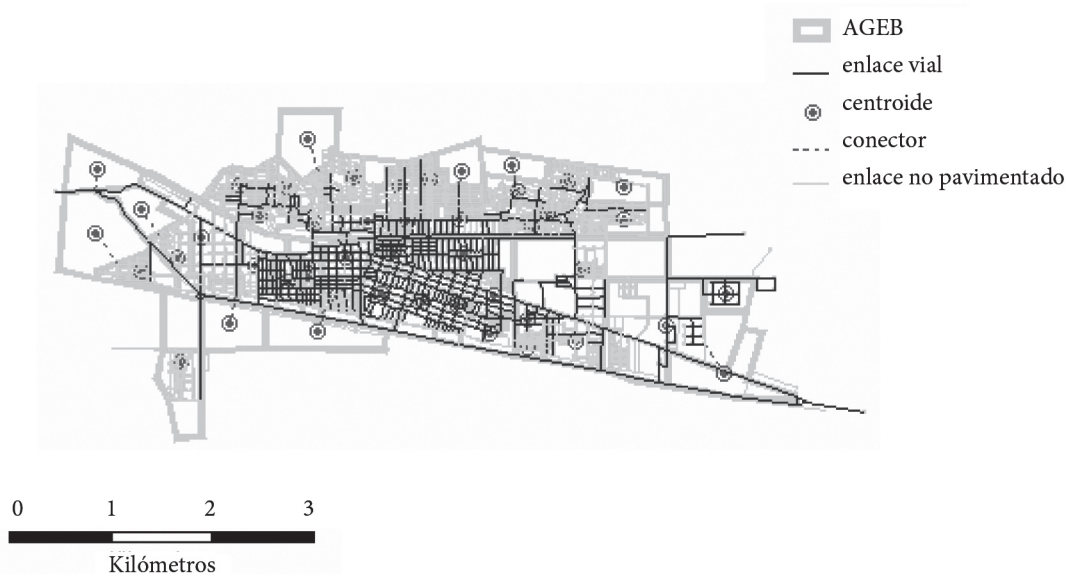 AGEB
enlace vial
centroide
conector
enlace no pavimentado
0 1 2 3
Kilómetros